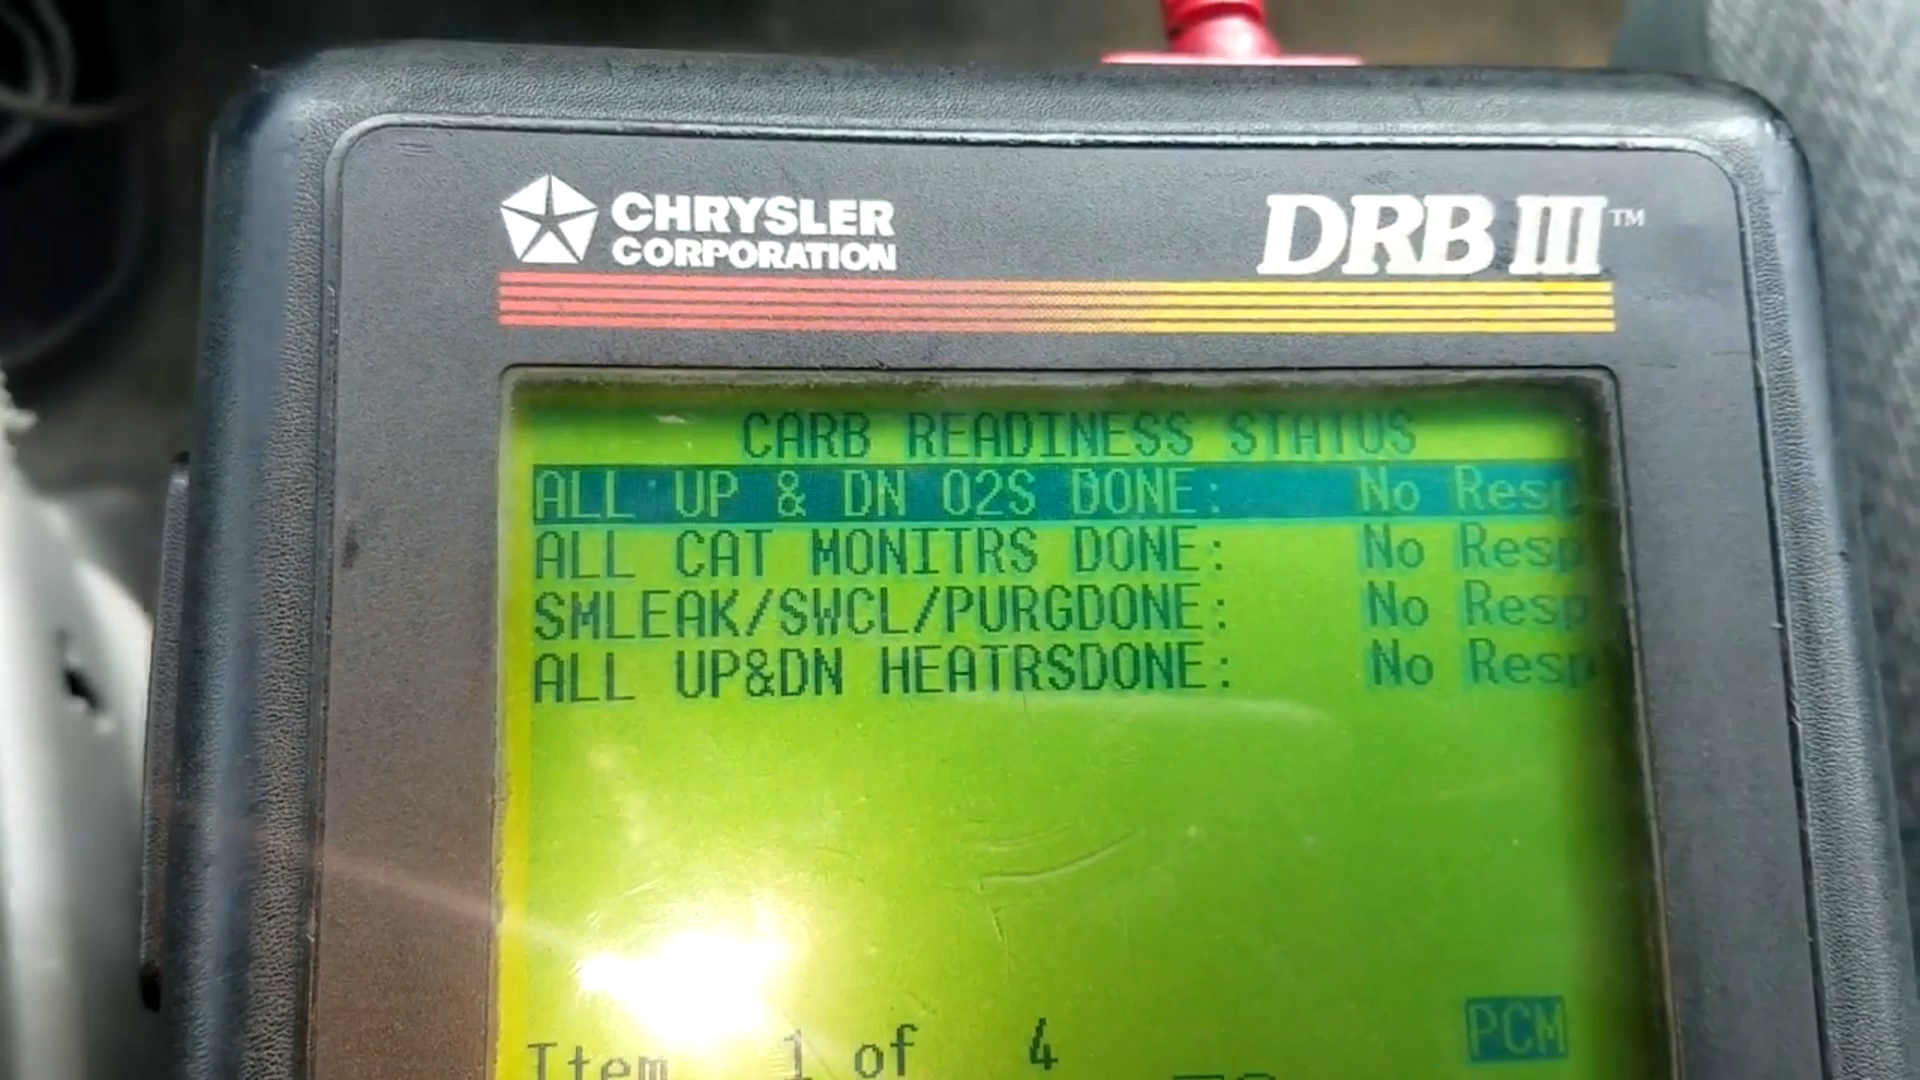 CHRYSLER
CORPORATION
DRB III™
CARB READINESS STATUS
ALL UP & DN O2S DONE: No Resp
ALL CAT MONITRS DONE: No Resp
SMLEAK/SWCL/PURGDONE: No Resp
ALL UP&DN HEATRSDONE: No Resp
PCM
Item 1 of 4